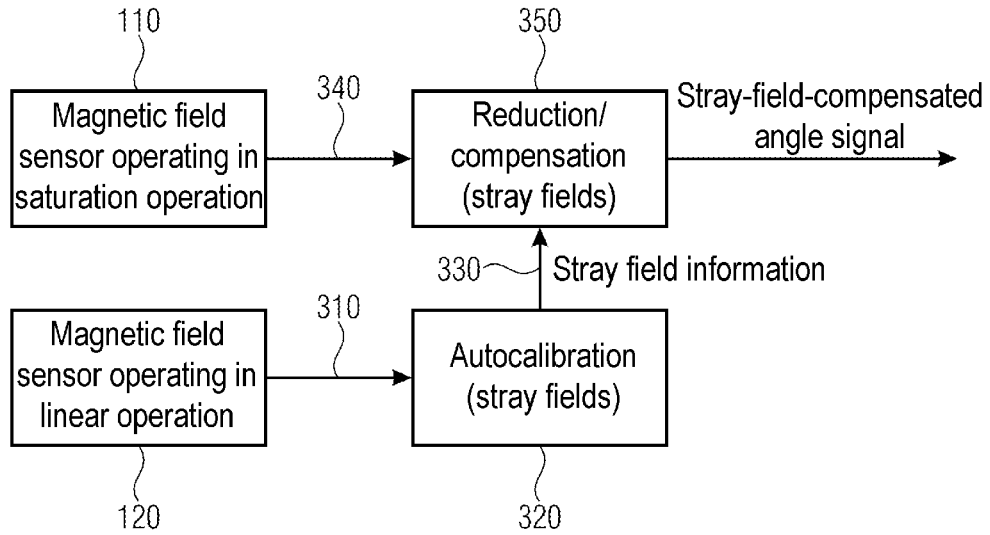 110
350
Magnetic field
sensor operating in
saturation operation
340
Reduction/
compensation
(stray fields)
Stray-field-compensated
angle signal
330
Stray field information
Magnetic field
sensor operating in
linear operation
310
Autocalibration
(stray fields)
120
320